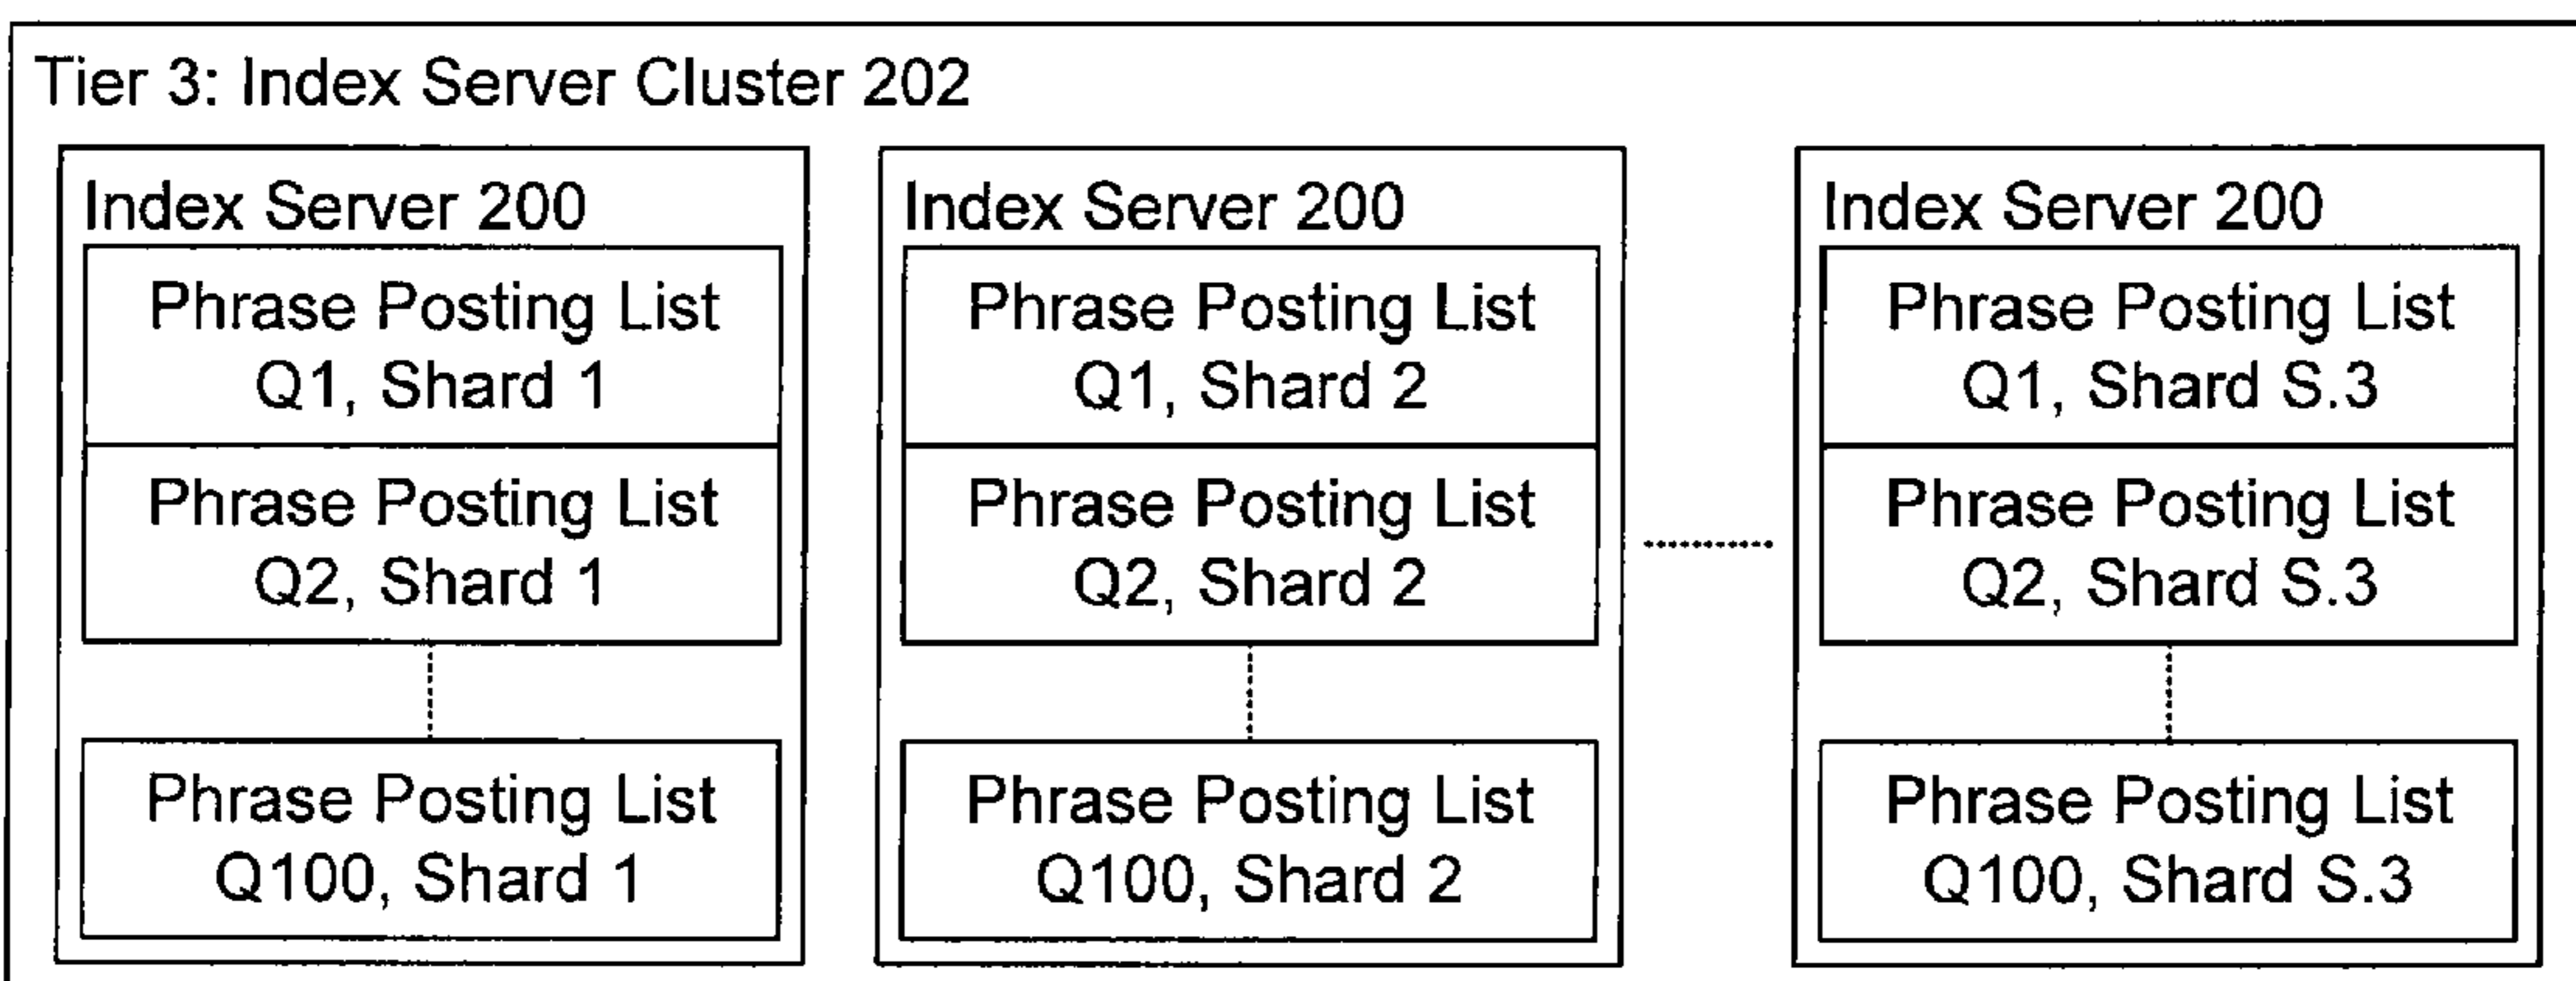 Tier 3: Index Server Cluster 202
Index Server 200
Phrase Posting List
Q1, Shard 1
Phrase Posting List
Q2, Shard 1
Phrase Posting List
Q100, Shard 1
Index Server 200
Phrase Posting List
Q1, Shard 2
Phrase Posting List
Q2, Shard 2
Phrase Posting List
Q100, Shard 2
Index Server 200
Phrase Posting List
Q1, Shard S.3
Phrase Posting List
Q2, Shard S.3
Phrase Posting List
Q100, Shard S.3